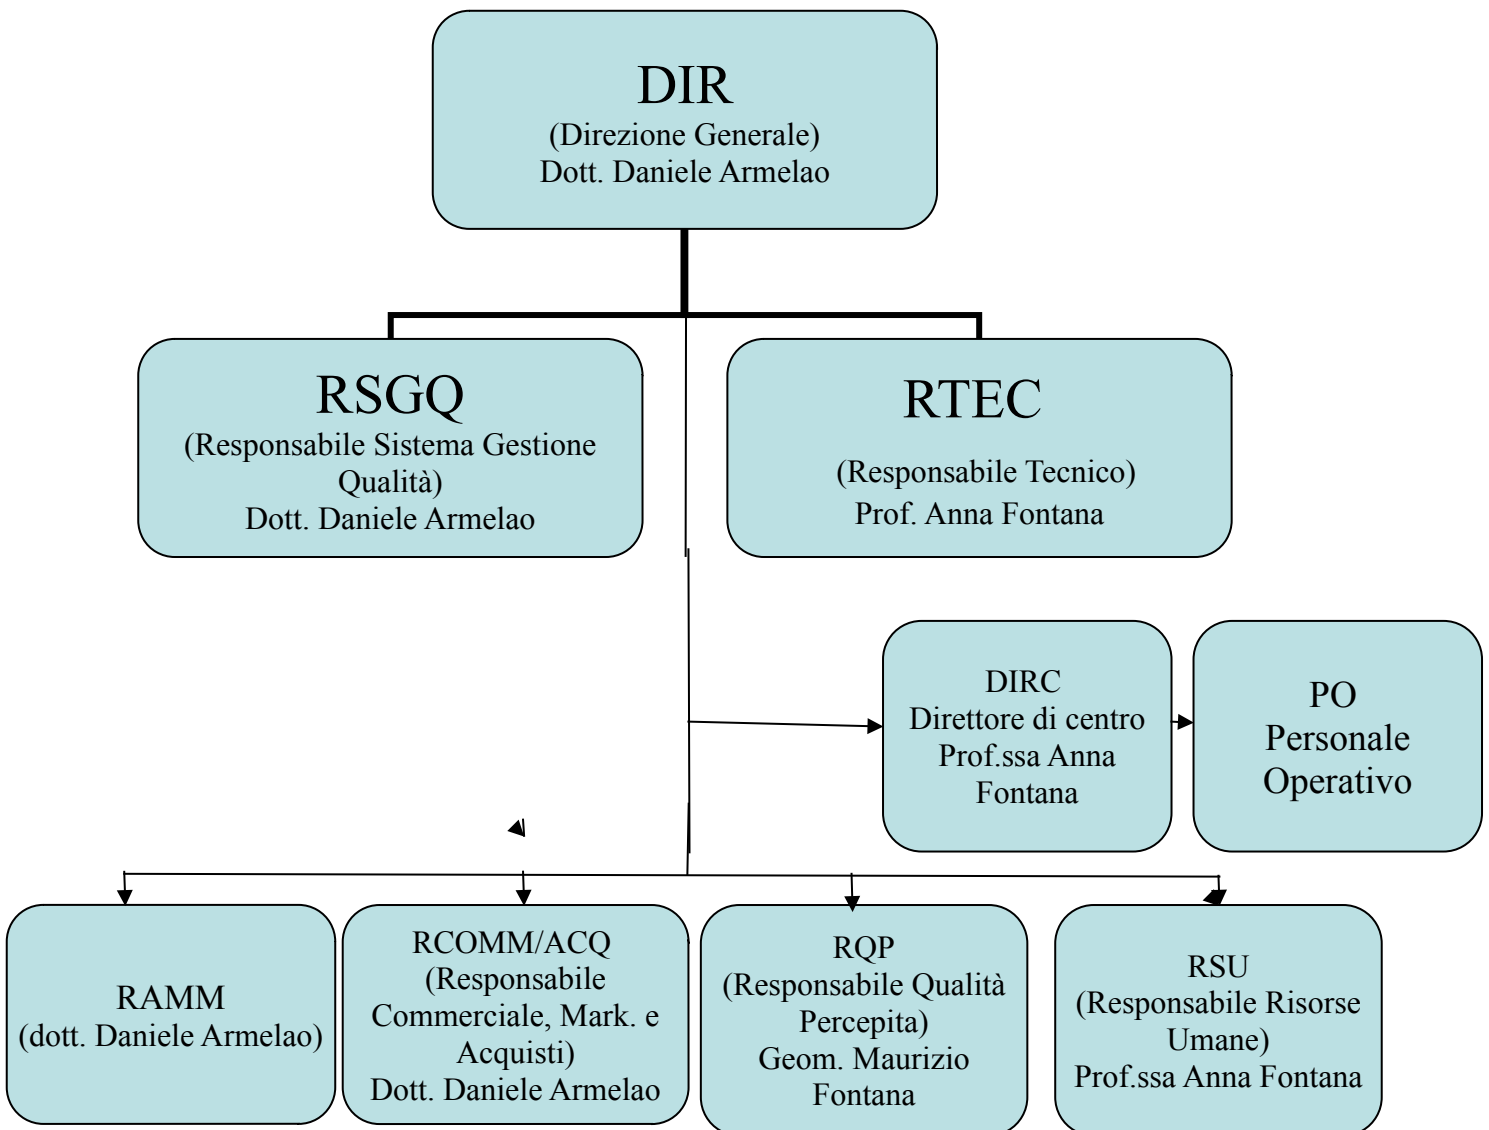 DIR
(Direzione Generale)
Dott. Daniele Armelao
RSGQ
(Responsabile Sistema Gestione
Qualità)
Dott. Daniele Armelao
RTEC
(Responsabile Tecnico)
Prof. Anna Fontana
DIRC
Direttore di centro
Prof.ssa Anna
Fontana
PO
Personale
Operativo
RAMM
(dott. Daniele Armelao)
RCOMM/ACQ
(Responsabile
Commerciale, Mark. e
Acquisti)
Dott. Daniele Armelao
RQP
(Responsabile Qualità
Percepita)
Geom. Maurizio
Fontana
RSU
(Responsabile Risorse
Umane)
Prof.ssa Anna Fontana